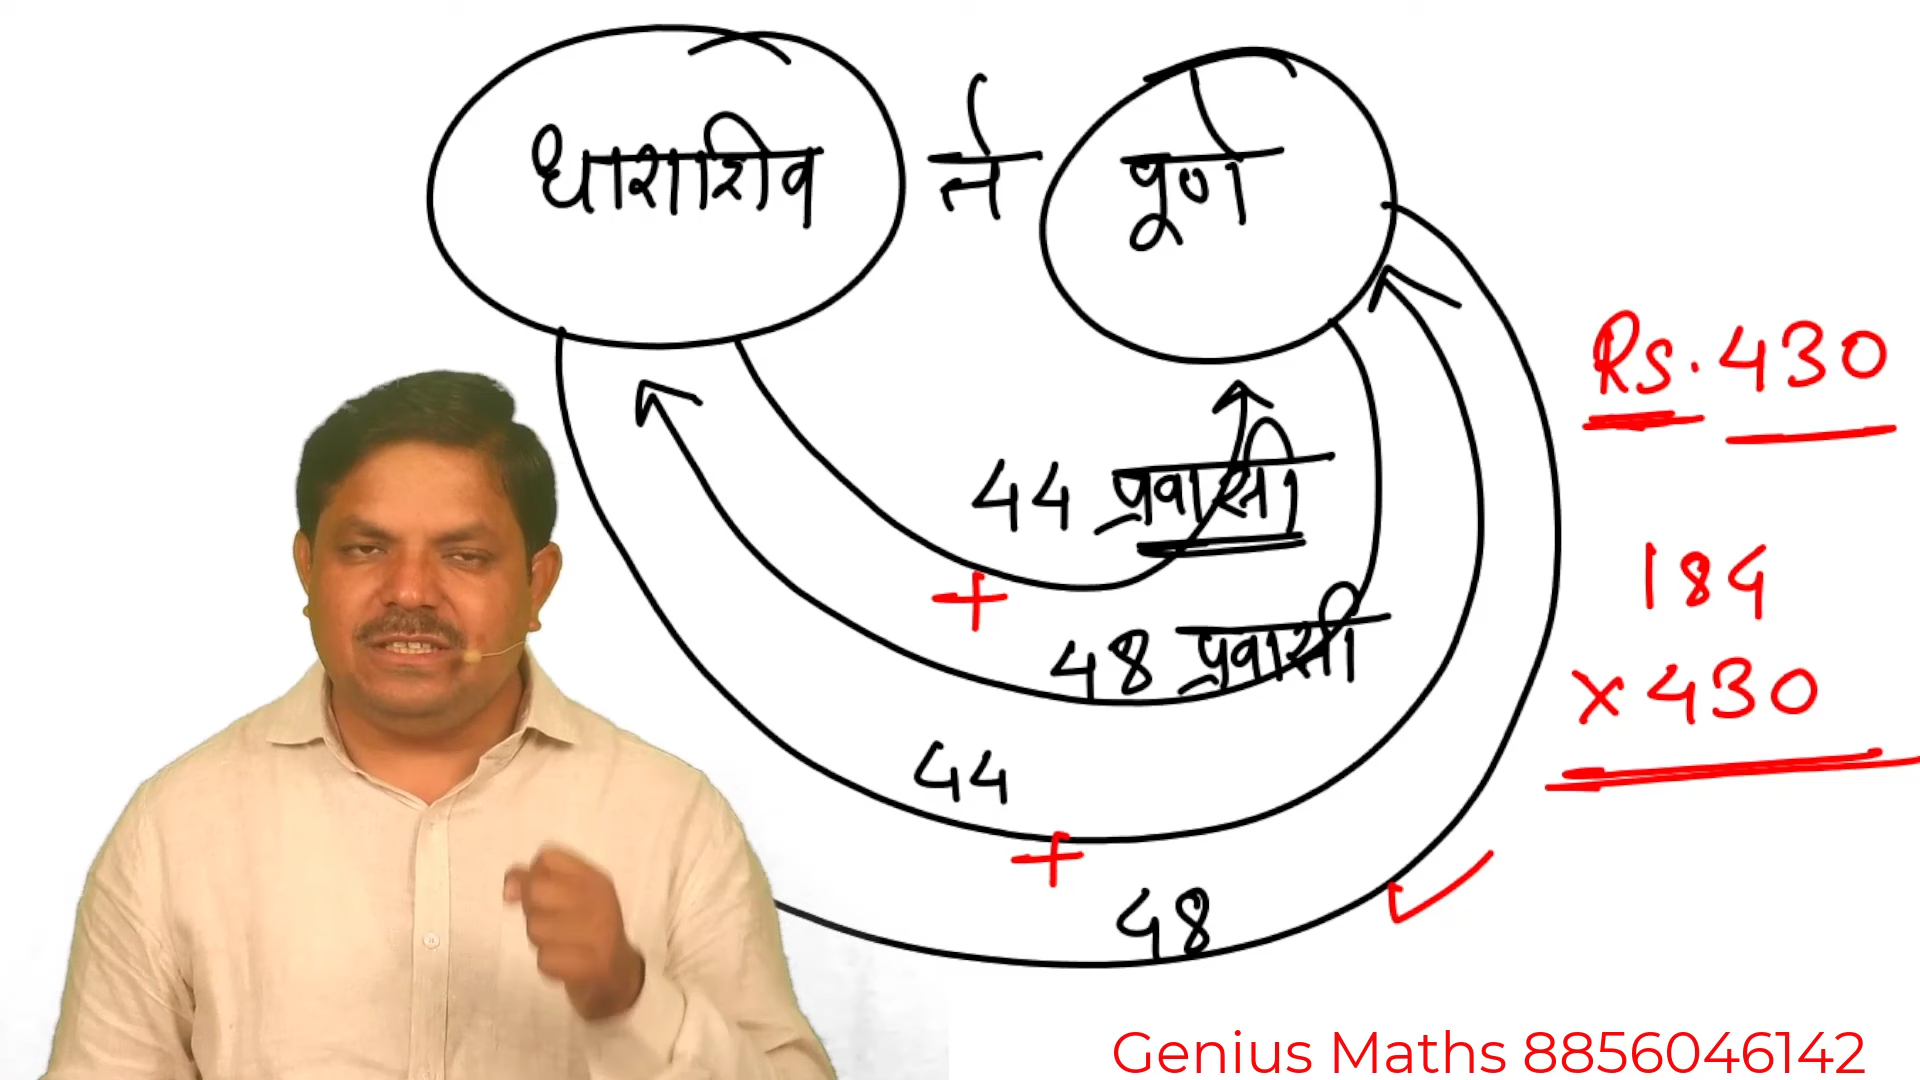 धाराशिव ते पूणे
Rs. 430
44 प्रवासी
+
184
48 प्रवासी
x 430
44
+
48
Genius Maths 8856046142